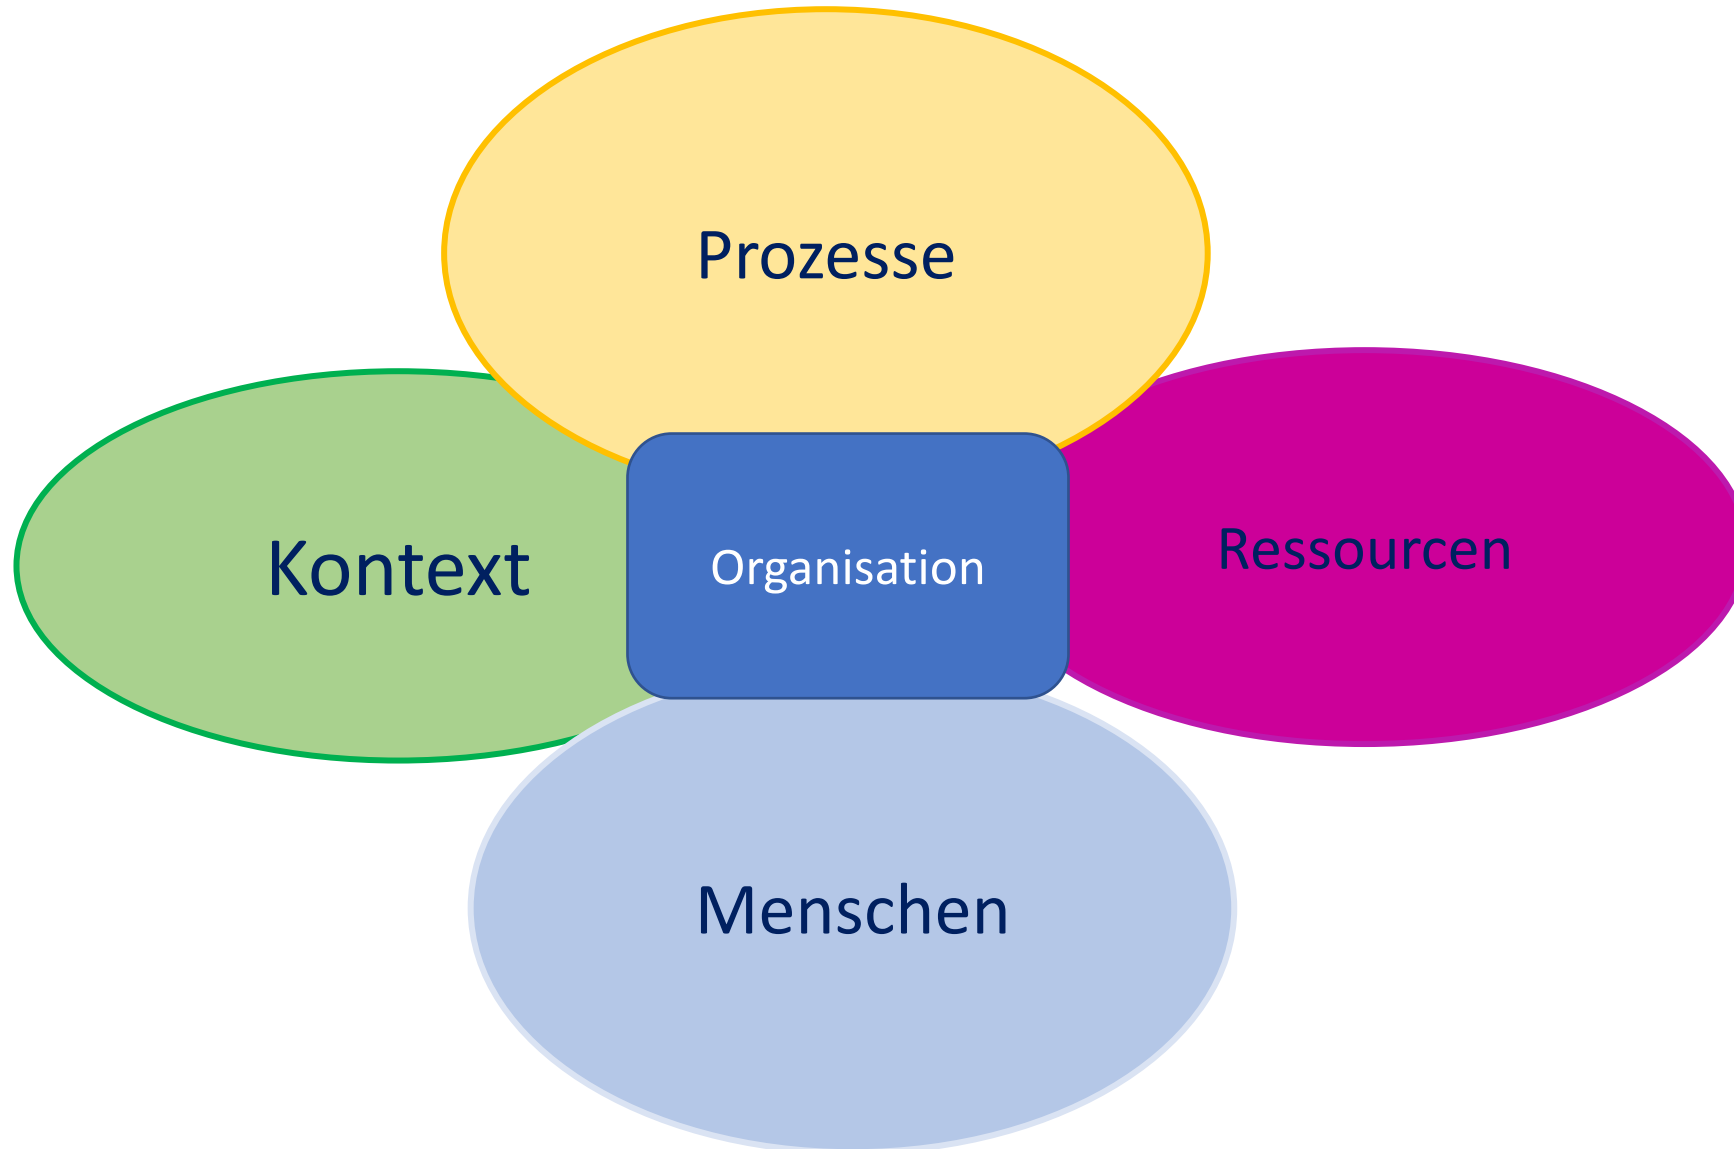 Prozesse
Kontext
Organisation
Ressourcen
Menschen